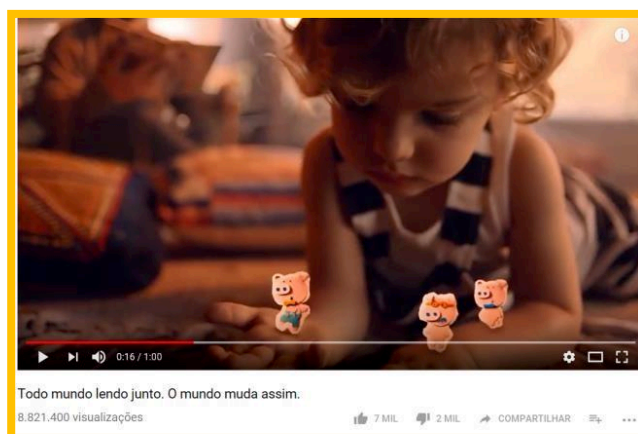 0:16 / 1:00
Todo mundo lendo junto. O mundo muda assim.
8.821.400 visualizações 7 MIL 2 MIL COMPARTILHAR